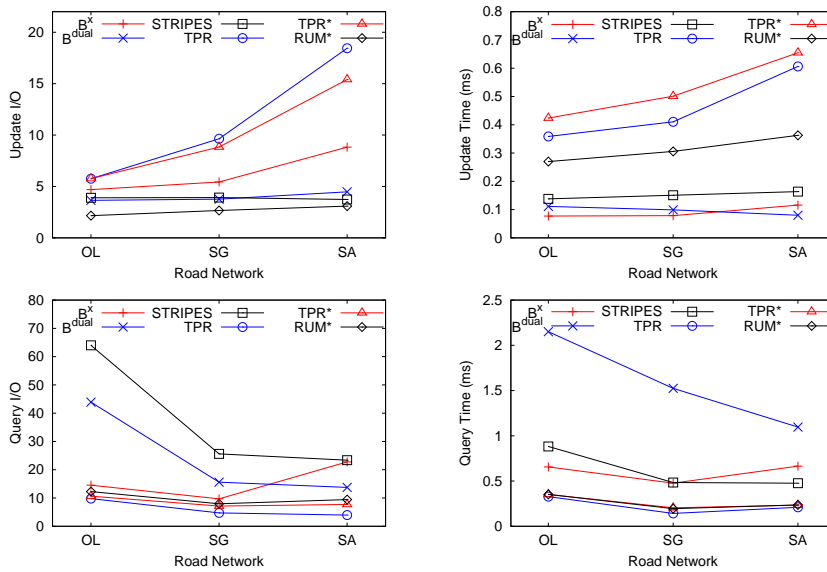 B^x STRIPES TPR*
B^dual TPR RUM*
20
15
10
5
0
Update I/O
OL SG SA
Road Network
B^x STRIPES TPR*
B^dual TPR RUM*
0.8
0.7
0.6
0.5
0.4
0.3
0.2
0.1
0
Update Time (ms)
OL SG SA
Road Network
B^x STRIPES TPR*
B^dual TPR RUM*
80
70
60
50
40
30
20
10
0
Query I/O
OL SG SA
Road Network
B^x STRIPES TPR*
B^dual TPR RUM*
2.5
2
1.5
1
0.5
0
Query Time (ms)
OL SG SA
Road Network